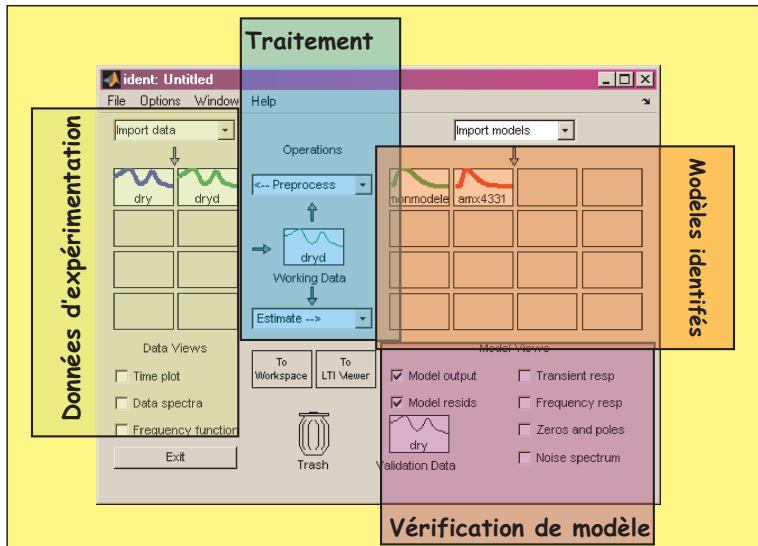 Traitement
ident: Untitled
File Options Window Help
Import data
Import models
Operations
<-- Preprocess
dry
dryd
nonmodele
amx4331
dryd
Working Data
Estimate -->
Données d'expérimentation
Modèles identifés
Data Views
Time plot
Data spectra
Frequency function
Exit
To Workspace
To LTI Viewer
Trash
Model Views
Model output
Transient resp
Model resids
Frequency resp
Zeros and poles
Noise spectrum
dry
Validation Data
Vérification de modèle